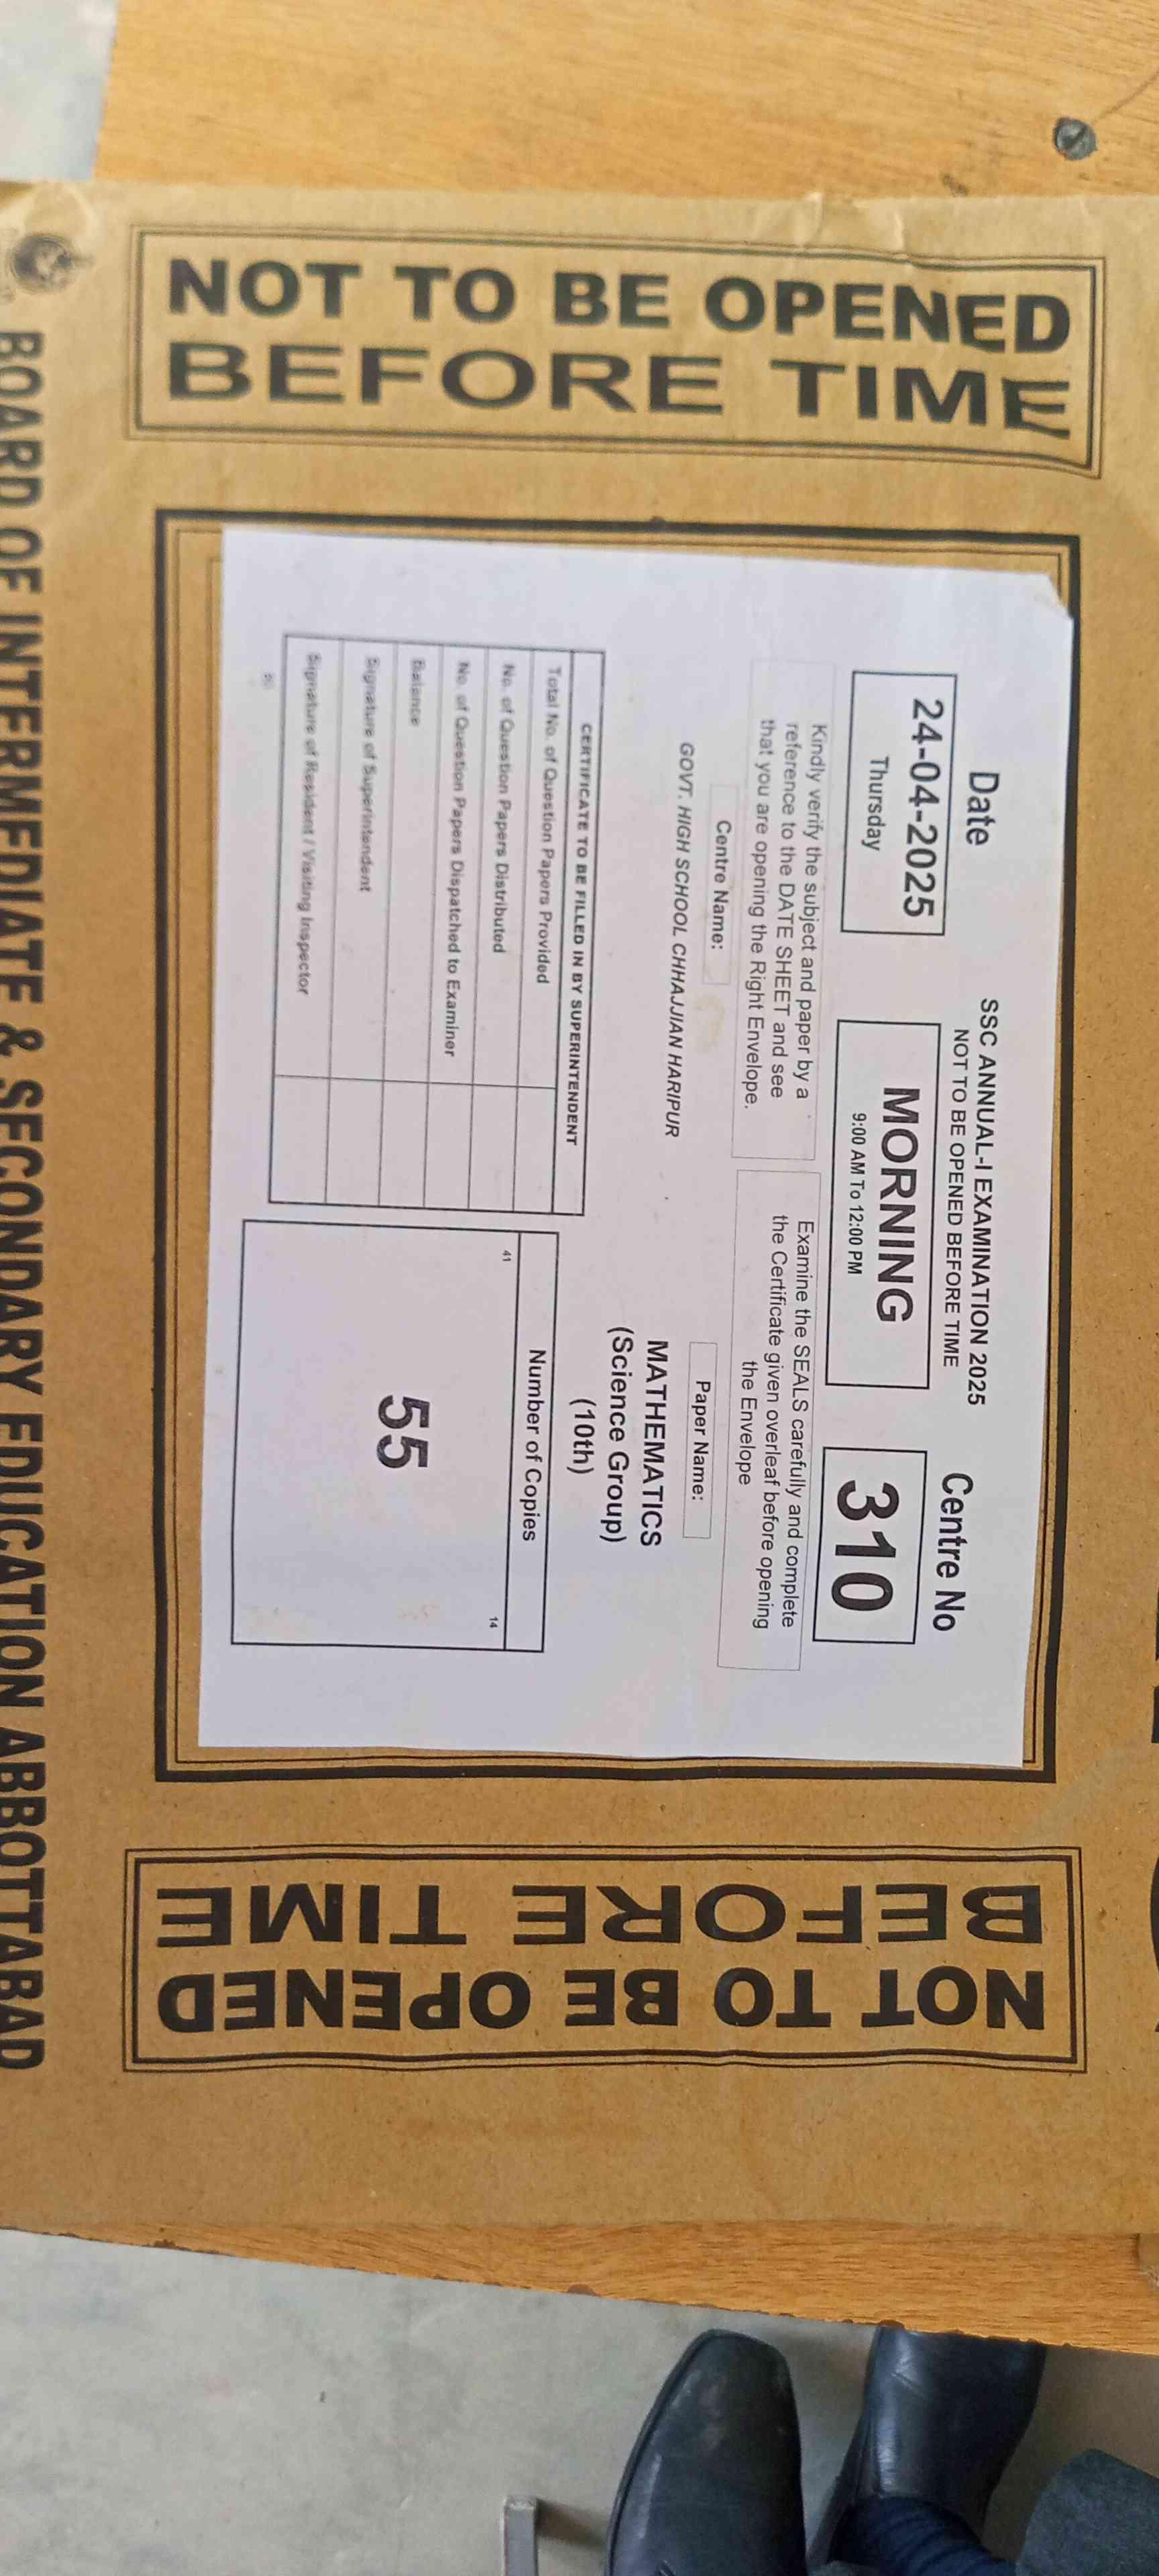 NOT TO BE OPENED
BEFORE TIME
SSC ANNUAL-I EXAMINATION 2025
NOT TO BE OPENED BEFORE TIME
Date
24-04-2025
Thursday
MORNING
9:00 AM To 12:00 PM
Centre No
310
Kindly verify the subject and paper by a
reference to the DATE SHEET and see
that you are opening the Right Envelope.
Examine the SEALS carefully and complete
the Certificate given overleaf before opening
the Envelope
Centre Name:
GOVT. HIGH SCHOOL CHHAJJIAN HARIPUR
Paper Name:
MATHEMATICS
(Science Group)
(10th)
CERTIFICATE TO BE FILLED IN BY SUPERINTENDENT
Total No. of Question Papers Provided
No. of Question Papers Distributed
No. of Question Papers Dispatched to Examiner
Balance
Signature of Superintendent
Signature of Resident / Visiting Inspector
Number of Copies
41
14
55
NOT TO BE OPENED
BEFORE TIME
BOARD OF INTERMEDIATE & SECONDARY EDUCATION ABBOTTABAD